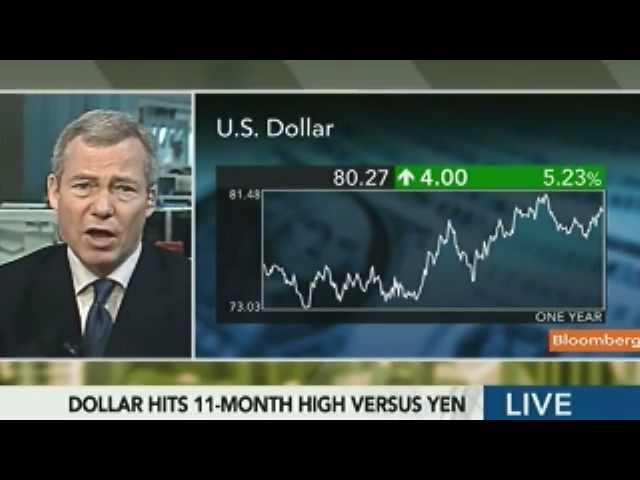 U.S. Dollar
80.27 ↑ 4.00 5.23%
81.48
73.03
ONE YEAR
Bloomberg
DOLLAR HITS 11-MONTH HIGH VERSUS YEN
LIVE